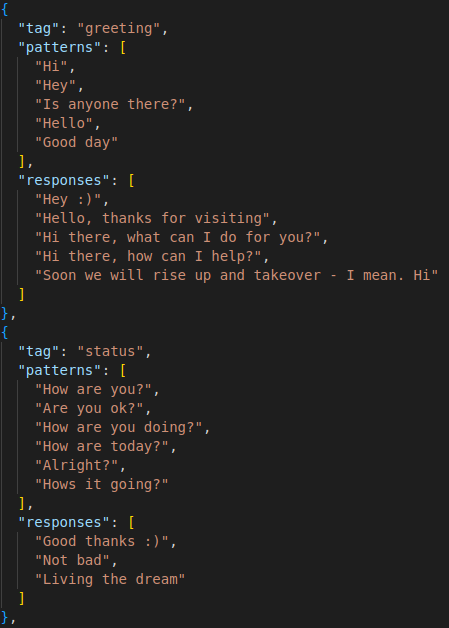 {
"tag": "greeting",
"patterns": [
"Hi",
"Hey",
"Is anyone there?",
"Hello",
"Good day"
],
"responses": [
"Hey :)",
"Hello, thanks for visiting",
"Hi there, what can I do for you?",
"Hi there, how can I help?",
"Soon we will rise up and takeover - I mean. Hi"
]
},
{
"tag": "status",
"patterns": [
"How are you?",
"Are you ok?",
"How are you doing?",
"How are today?",
"Alright?",
"Hows it going?"
],
"responses": [
"Good thanks :)",
"Not bad",
"Living the dream"
]
},